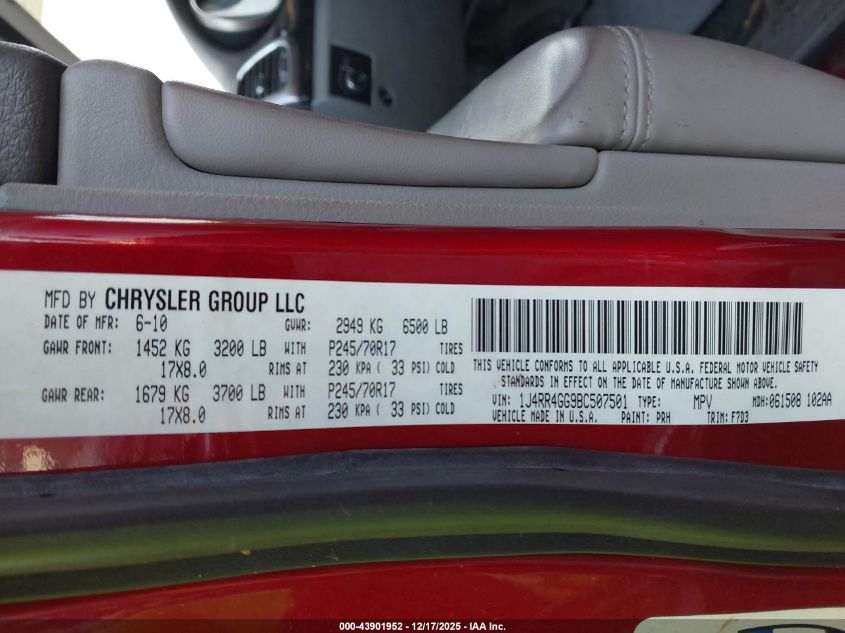 MFD BY CHRYSLER GROUP LLC
DATE OF MFR: 6-10 GVWR: 2949 KG 6500 LB
GAWR FRONT: 1452 KG 3200 LB WITH P245/70R17 TIRES
17X8.0 RIMS AT 230 KPA ( 33 PSI) COLD
GAWR REAR: 1679 KG 3700 LB WITH P245/70R17 TIRES
17X8.0 RIMS AT 230 KPA ( 33 PSI) COLD
THIS VEHICLE CONFORMS TO ALL APPLICABLE U.S.A. FEDERAL MOTOR VEHICLE SAFETY
STANDARDS IN EFFECT ON THE DATE OF MANUFACTURE SHOWN ABOVE.
VIN: 1J4RR4GG9BC507501 TYPE: MPV MDH: 061508 102AA
VEHICLE MADE IN U.S.A. PAINT: PRH TRIM: F7D3
000-43901952 - 12/17/2025 - IAA Inc.